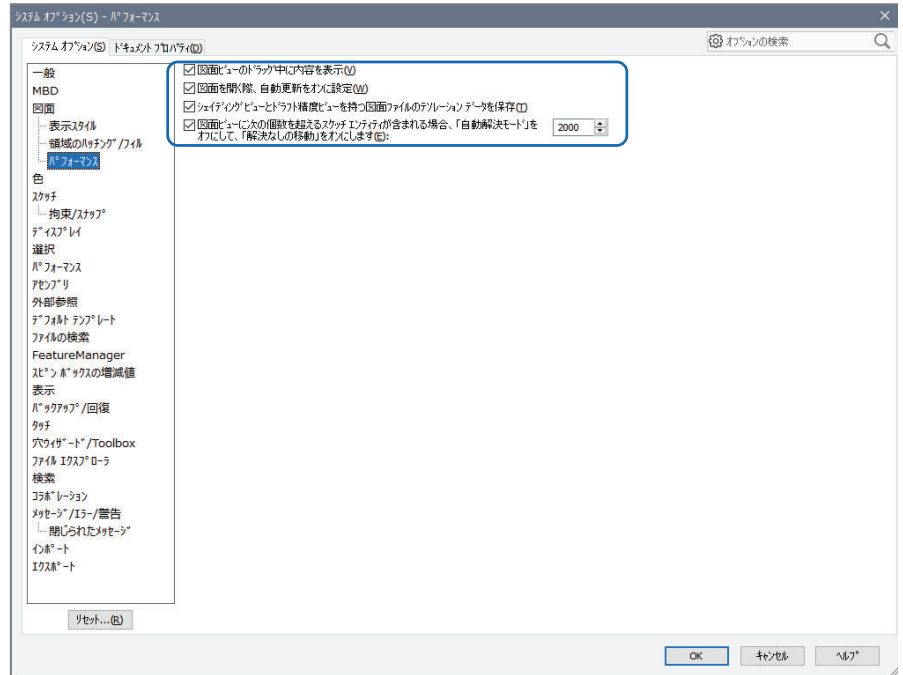 システム オプション(S) - パフォーマンス
システム オプション(S) ドキュメント プロパティ(D)
オプションの検索
一般
MBD
図面
表示スタイル
領域のハッチング/フィル
パフォーマンス
色
スケッチ
拘束/スナップ
ディスプレイ
選択
パフォーマンス
アセンブリ
外部参照
デフォルト テンプレート
ファイルの検索
FeatureManager
スピン ボックスの増減値
表示
バックアップ/回復
タッチ
穴ウィザード/Toolbox
ファイル エクスプローラ
検索
コラボレーション
メッセージ/エラー/警告
閉じられたメッセージ
インポート
エクスポート
図面ビューのドラッグ中に内容を表示(V)
図面を開く際、自動更新をオンに設定(W)
シェイディング ビューとドラフト精度ビューを持つ図面ファイルのテソレーション データを保存(T)
図面ビューに次の個数を超えるスケッチ エンティティが含まれる場合、「自動解決モード」を 2000
オフにして、「解決なしの移動」をオンにします(E):
リセット...(R)
OK キャンセル ヘルプ